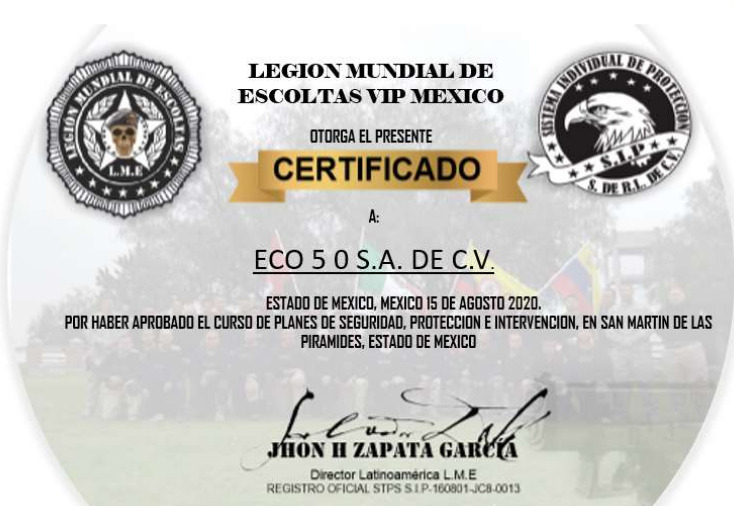 LEGION MUNDIAL DE
ESCOLTAS VIP MEXICO
LEGION MUNDIAL DE ESCOLTAS
L.M.E
SISTEMA INDIVIDUAL DE PROTECCION
S.I.P
S. DE R.L. DE C.V.
OTORGA EL PRESENTE
CERTIFICADO
A:
ECO 5 0 S.A. DE C.V.
ESTADO DE MEXICO, MEXICO 15 DE AGOSTO 2020.
POR HABER APROBADO EL CURSO DE PLANES DE SEGURIDAD, PROTECCION E INTERVENCION, EN SAN MARTIN DE LAS
PIRAMIDES, ESTADO DE MEXICO
JHON H ZAPATA GARCIA
Director Latinoamérica L.M.E
REGISTRO OFICIAL STPS S.I.P-160801-JC8-0013